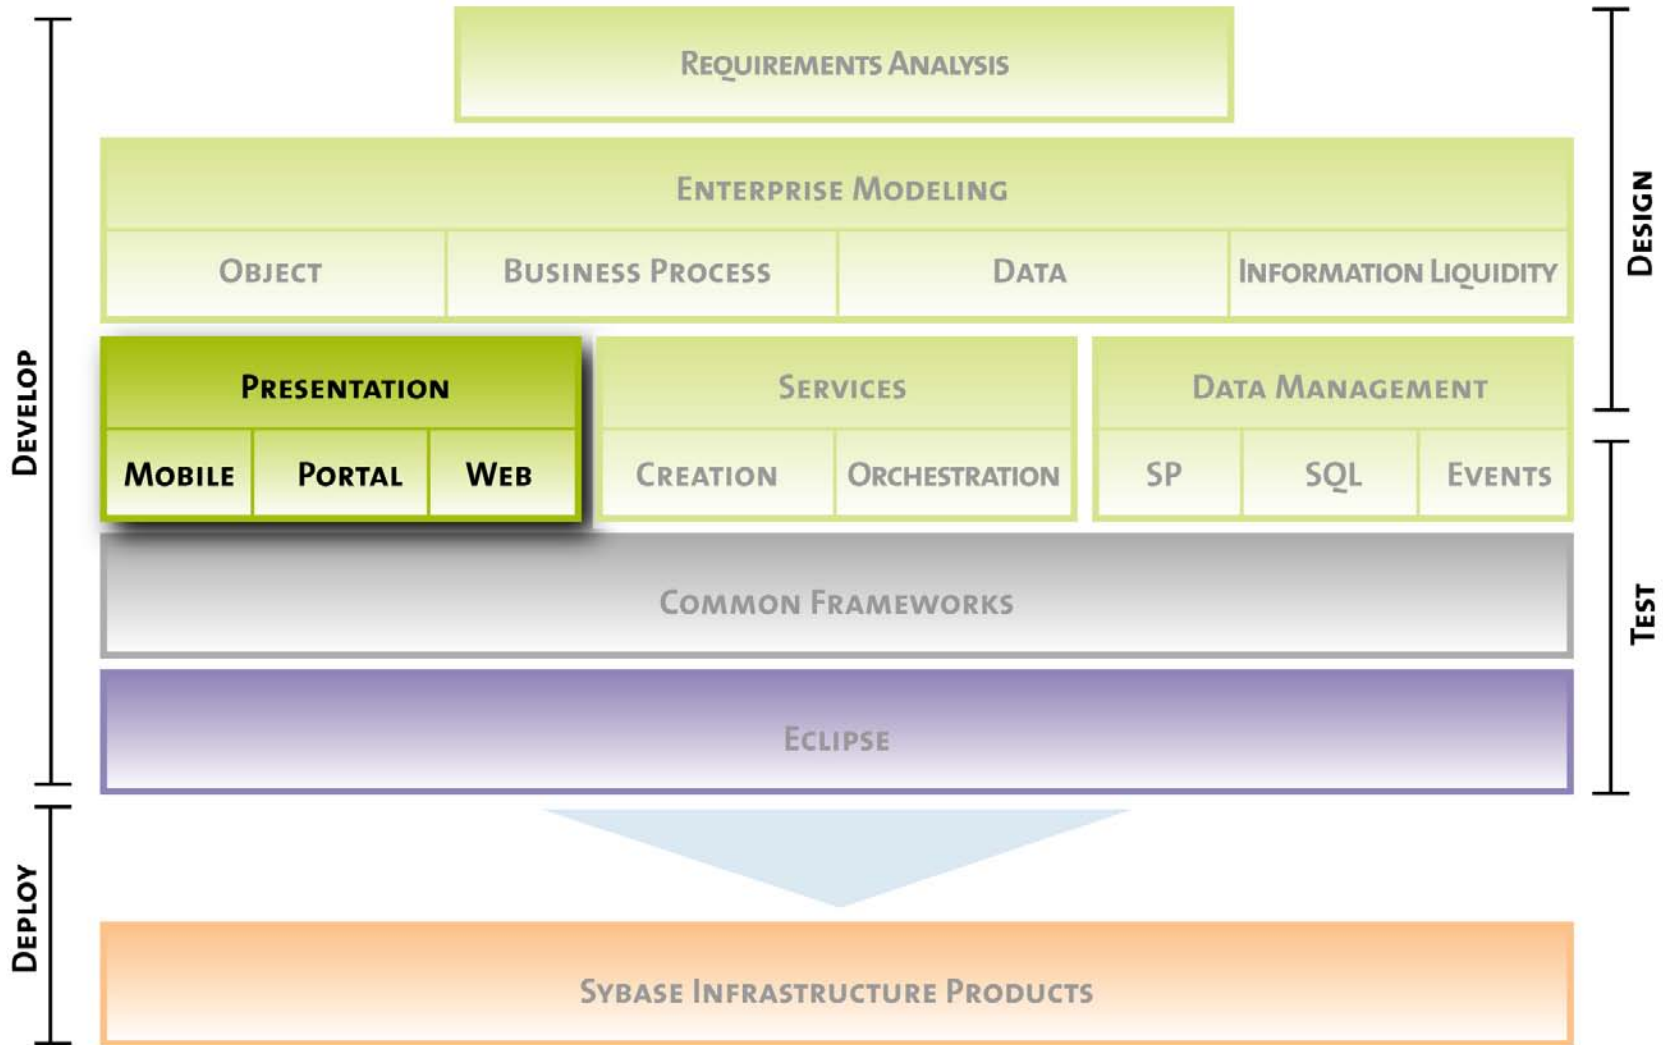 REQUIREMENTS ANALYSIS
ENTERPRISE MODELING
OBJECT
BUSINESS PROCESS
DATA
INFORMATION LIQUIDITY
DESIGN
DEVELOP
PRESENTATION
SERVICES
DATA MANAGEMENT
MOBILE
PORTAL
WEB
CREATION
ORCHESTRATION
SP
SQL
EVENTS
COMMON FRAMEWORKS
TEST
ECLIPSE
DEPLOY
SYBASE INFRASTRUCTURE PRODUCTS